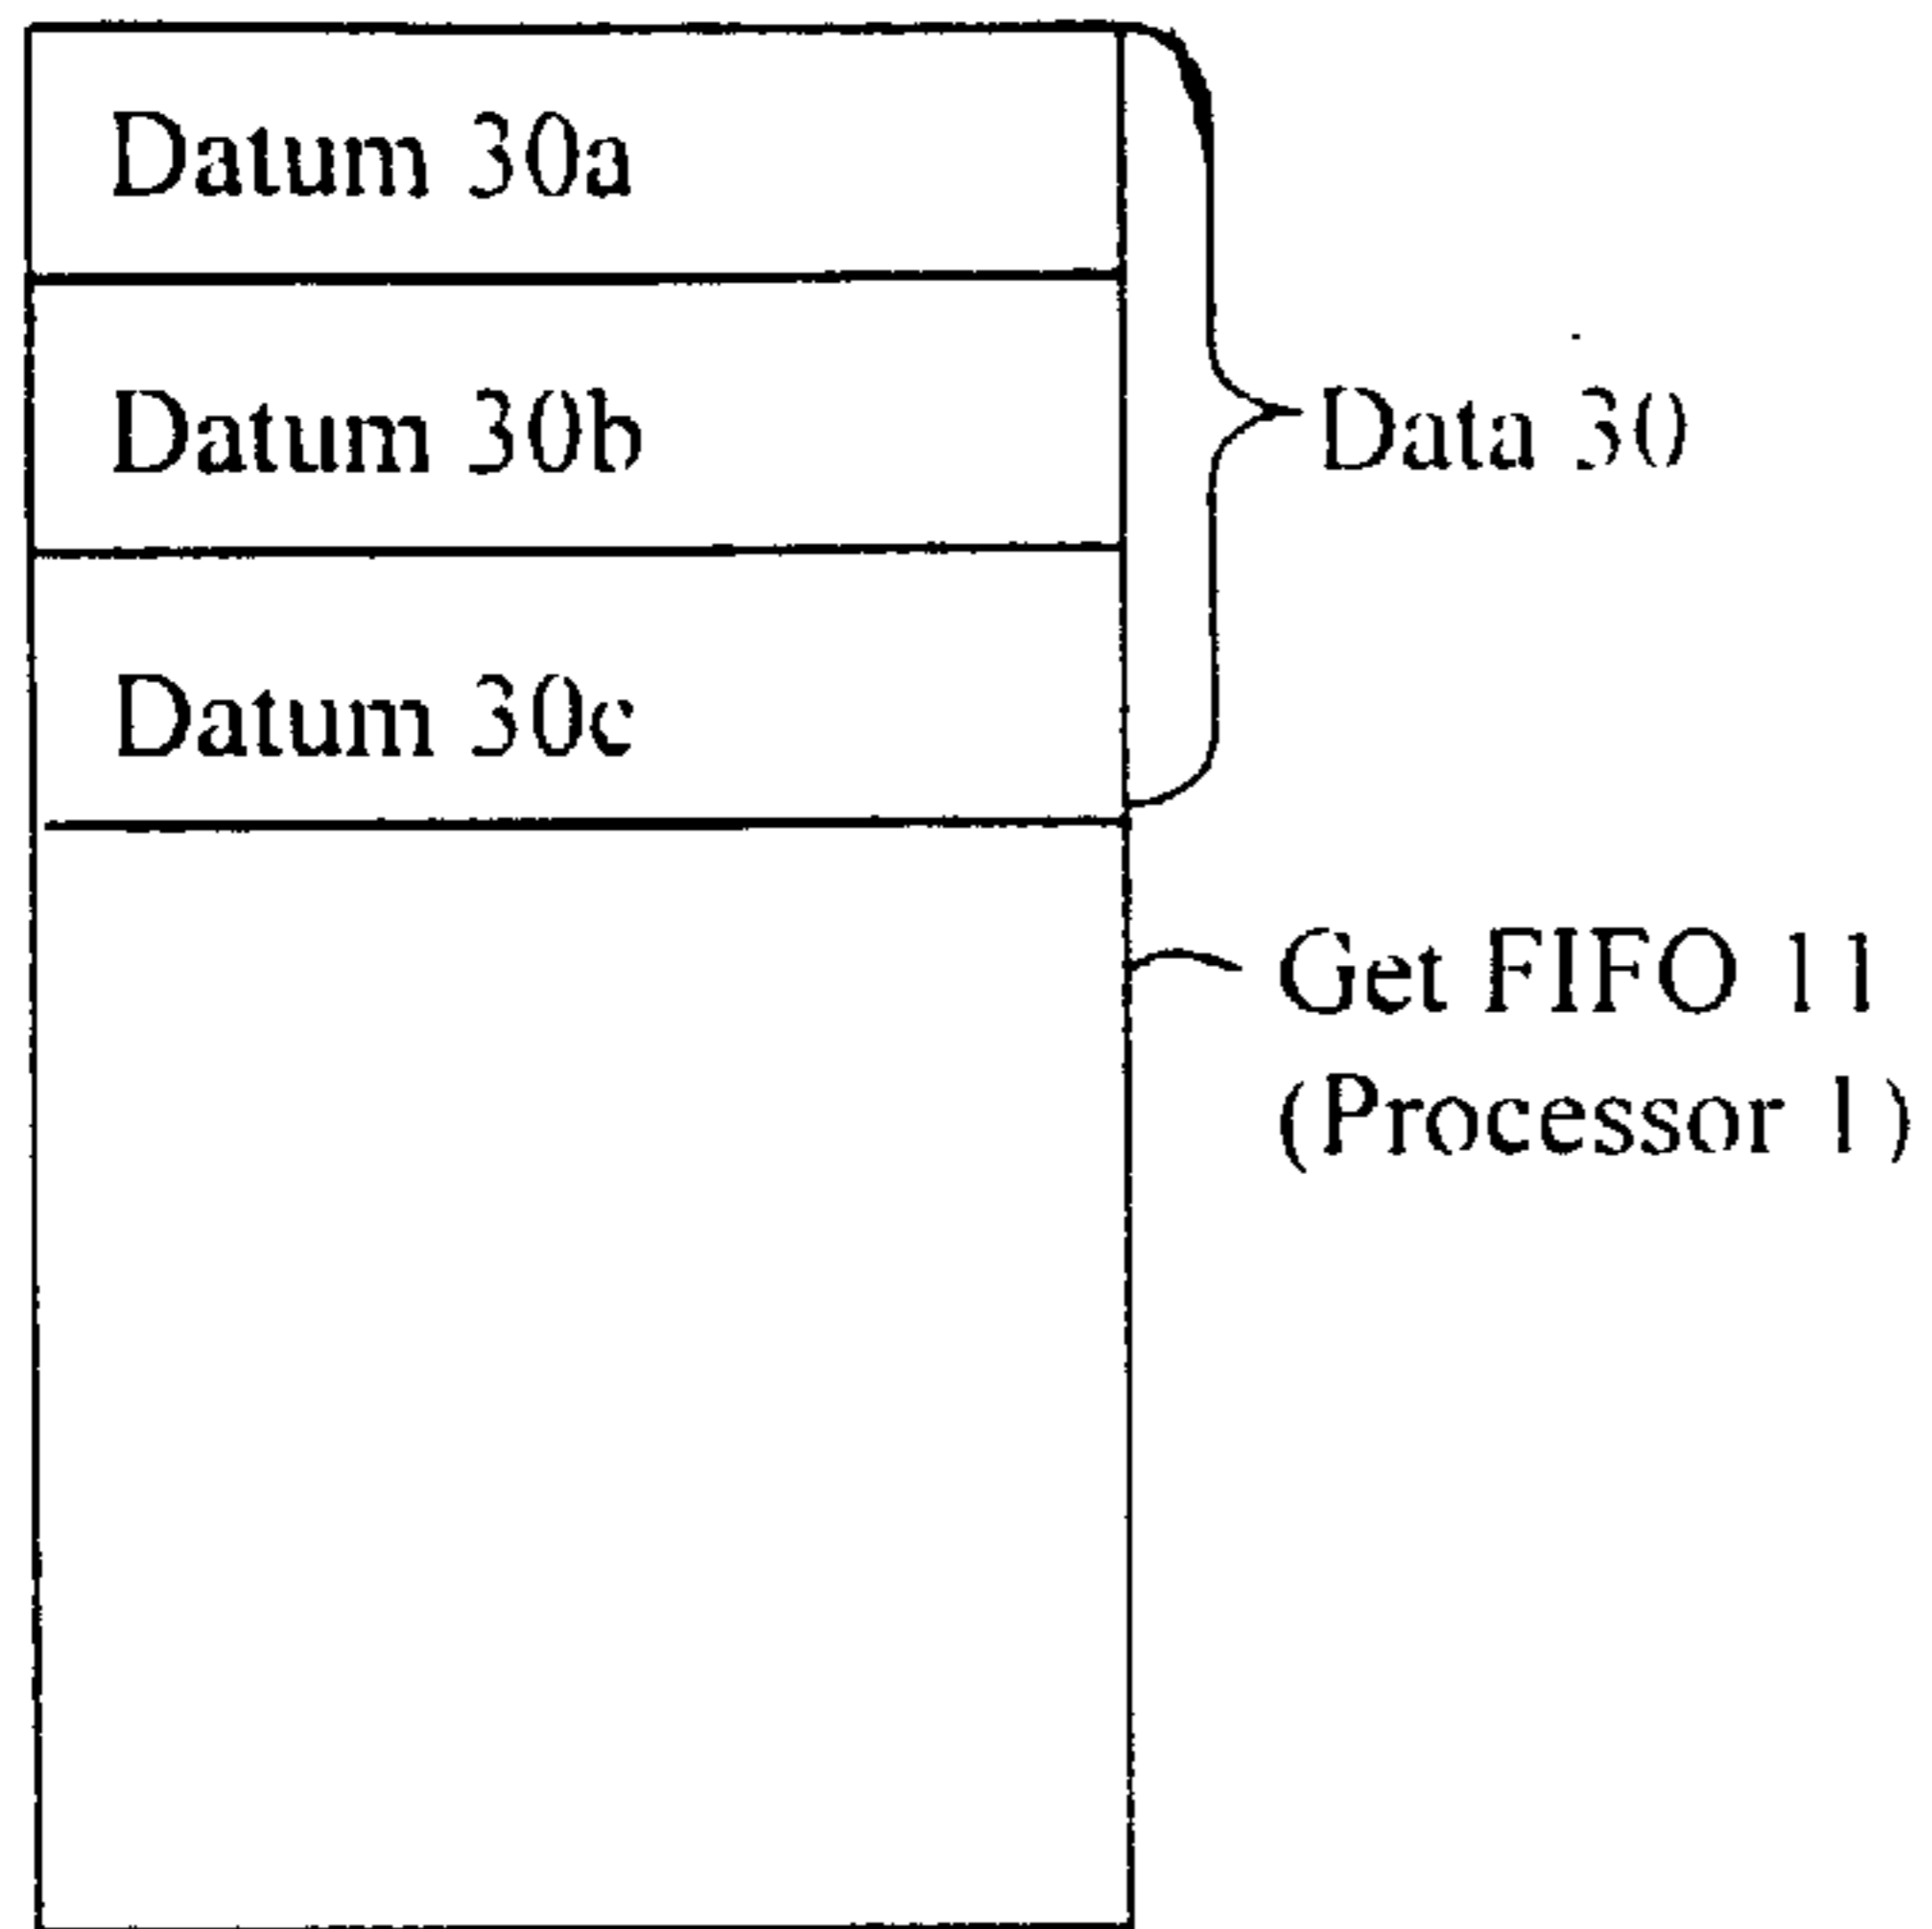 Datum 30a
Datum 30b
Data 30
Datum 30c
Get FIFO 11
(Processor 1)